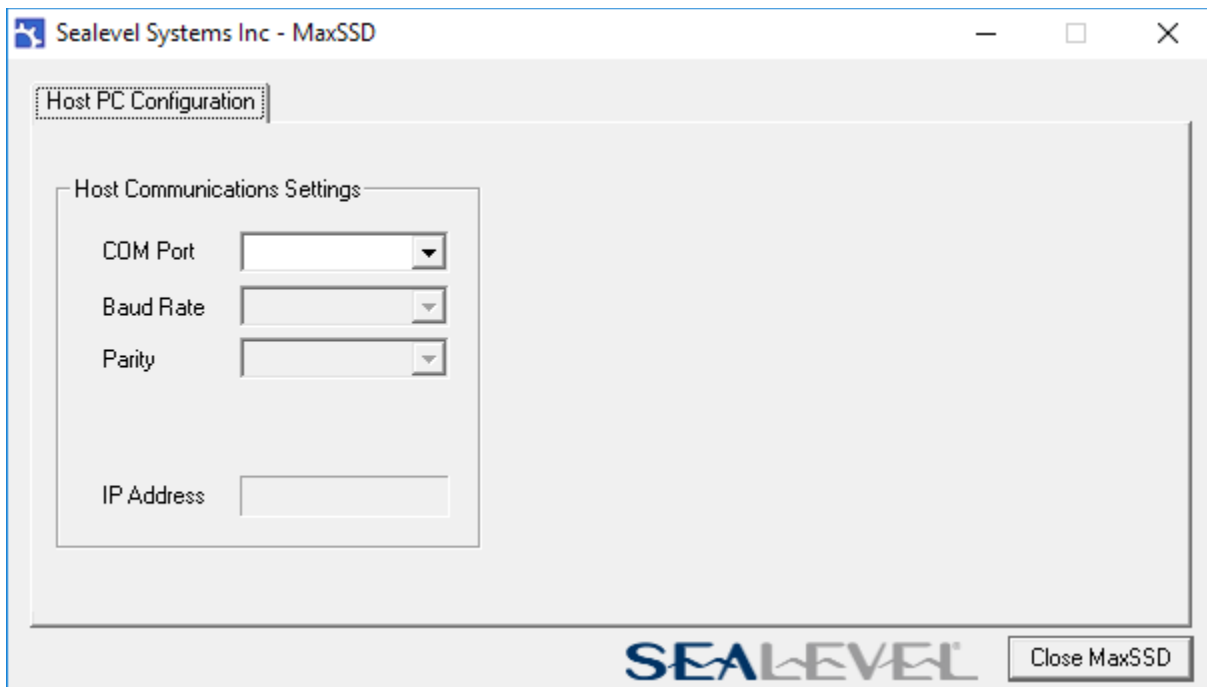 Sealevel Systems Inc - MaxSSD
Host PC Configuration
Host Communications Settings
COM Port
Baud Rate
Parity
IP Address
SEALEVEL®
Close MaxSSD